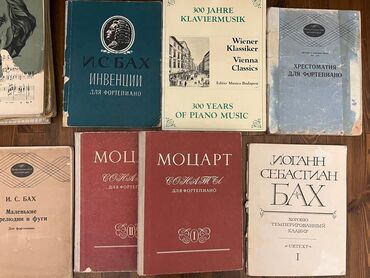 И.С. БАХ
ИНВЕНЦИИ
ДЛЯ ФОРТЕПИАНО
300 JAHRE
KLAVIERMUSIK
Wiener
Klassiker
Vienna
Classics
Editio Musica Budapest
300 YEARS
OF PIANO MUSIC
ХРЕСТОМАТИЯ
ДЛЯ ФОРТЕПИАНО
И. С. БАХ
Маленькие
прелюдии и фуги
Для фортепиано
МОЦАРТ
СОНАТЫ
ДЛЯ ФОРТЕПИАНО
II
МОЦАРТ
СОНАТЫ
ДЛЯ ФОРТЕПИАНО
I
ИОГАНН
СЕБАСТИАН
БАХ
ХОРОШО
ТЕМПЕРИРОВАННЫЙ
КЛАВИР
URTEXT
I